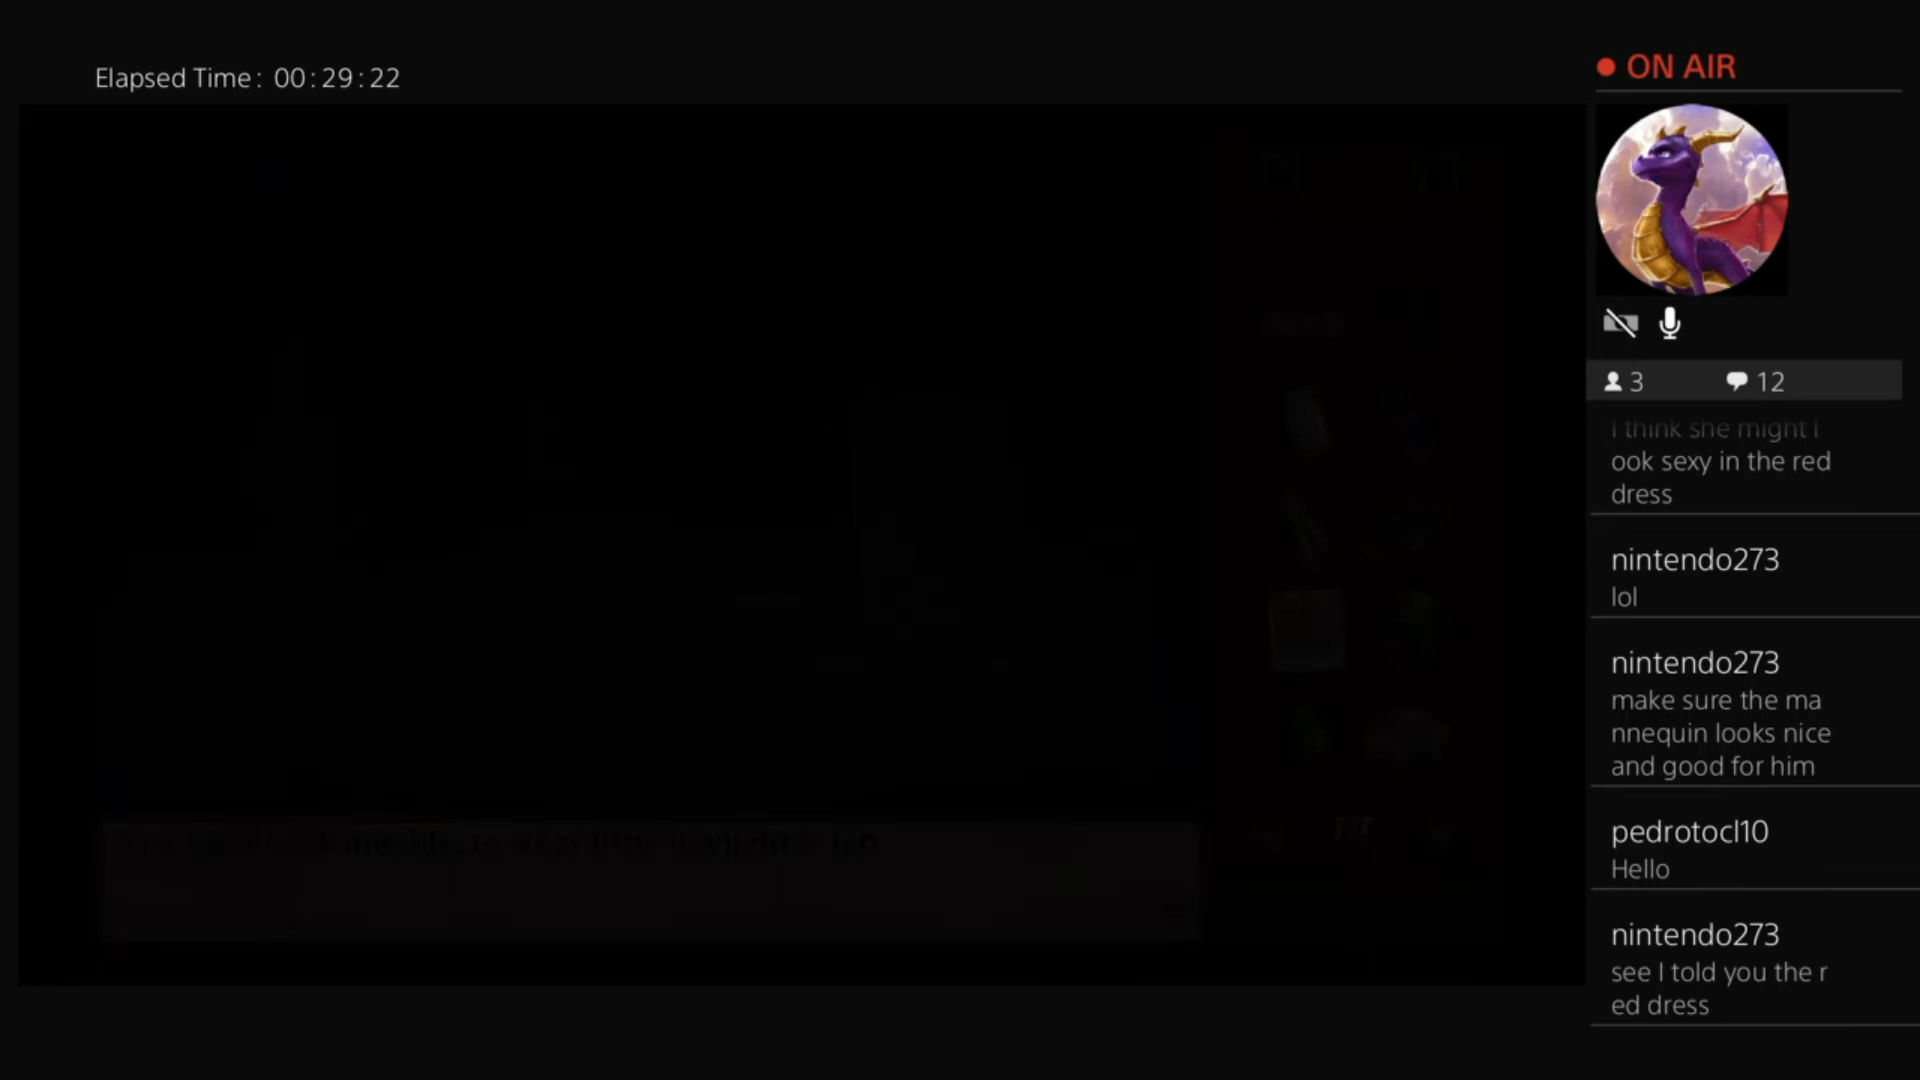 Elapsed Time: 00:29:22
ON AIR
3
12
I think she might l
ook sexy in the red
dress
nintendo273
lol
nintendo273
make sure the ma
nnequin looks nice
and good for him
pedrotocl10
Hello
nintendo273
see I told you the r
ed dress